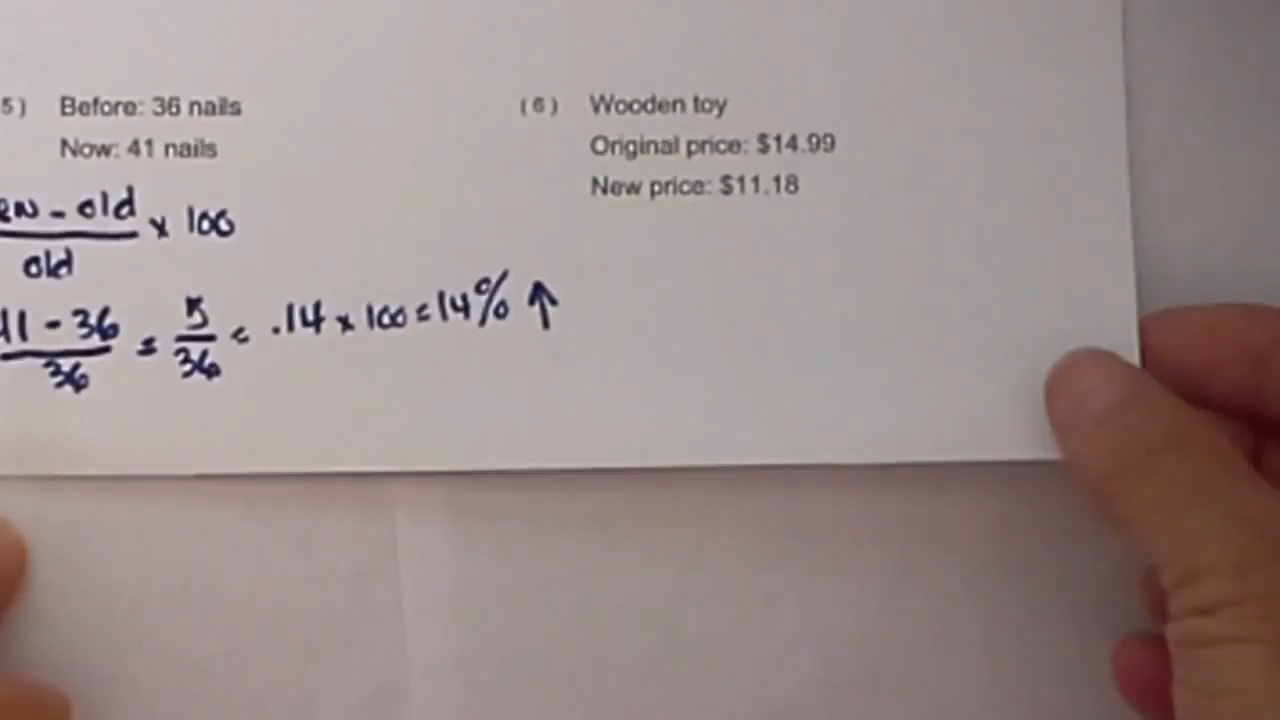 5) Before: 36 nails
Now: 41 nails
- old × 100
old
- 36 = 5 = .14 × 100 = 14% ↑
36 36
(6) Wooden toy
Original price: $14.99
New price: $11.18